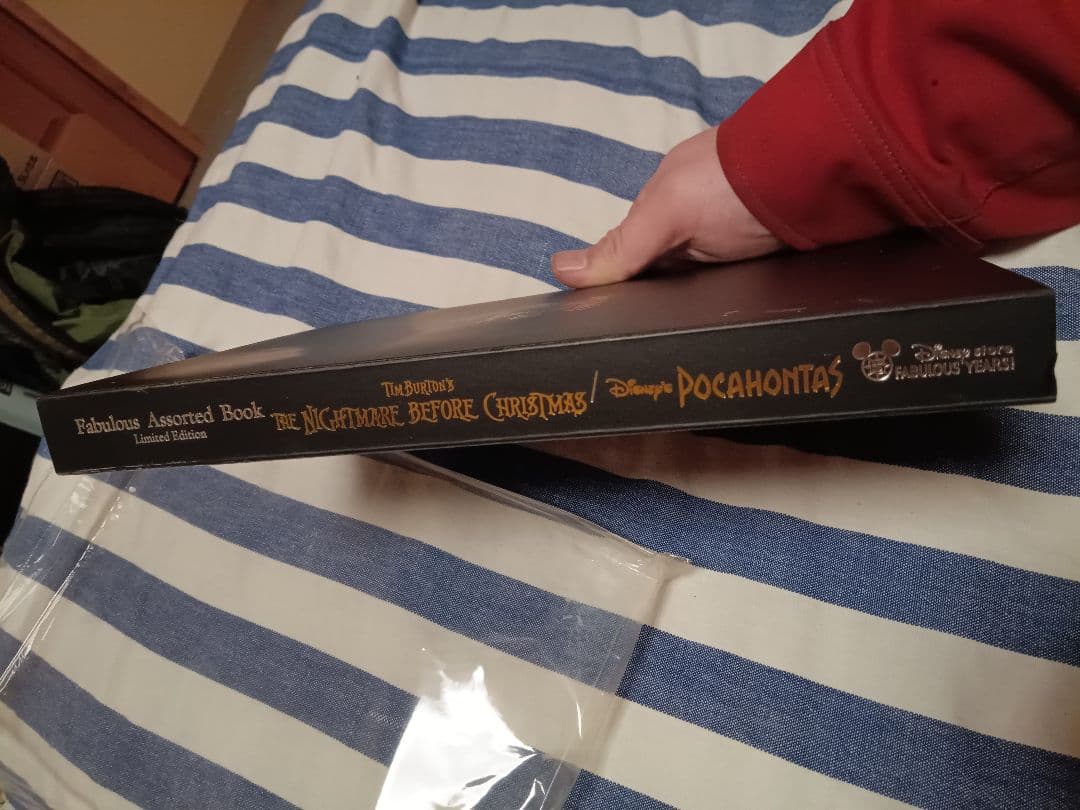 Fabulous Assorted Book
Limited Edition
TIM BURTON'S
THE NIGHTMARE BEFORE CHRISTMAS / Disney's POCAHONTAS
Disney store
FABULOUS YEARS!